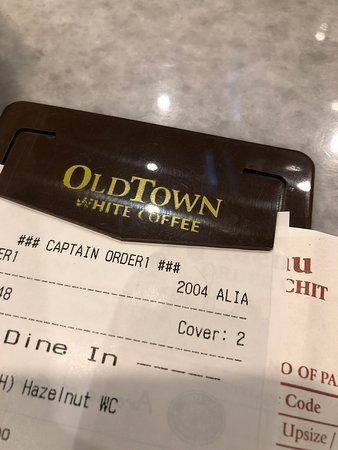 OLDTOWN
WHITE COFFEE
### CAPTAIN ORDER1 ###
ER1
2004 ALIA
48
Cover: 2
Dine In
H) Hazelnut WC
nu
CHIT
O OF PA
Code
Upsize /